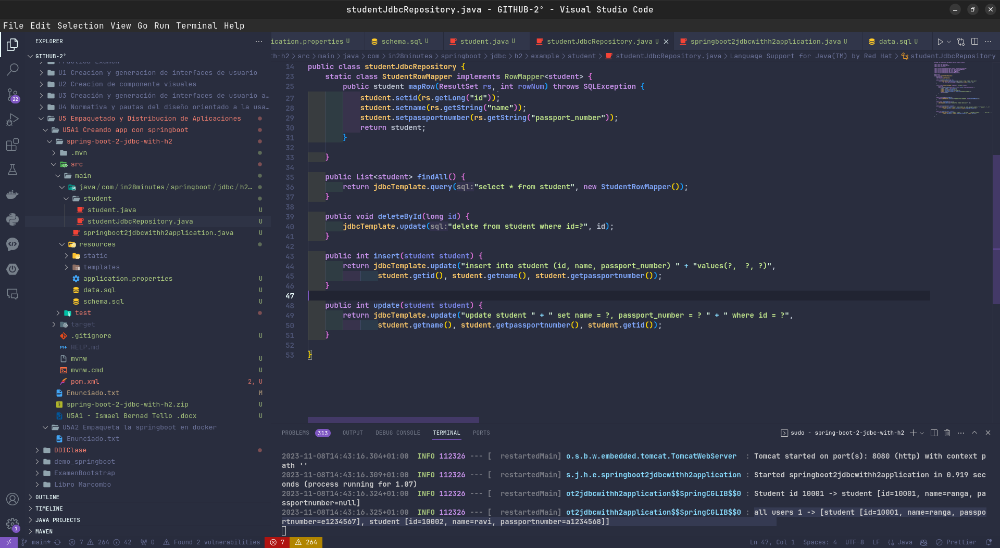 studentJdbcRepository.java - GITHUB-2° - Visual Studio Code
File Edit Selection View Go Run Terminal Help
EXPLORER
GITHUB-2°
Practica Examen
U1 Creacion y generacion de interfaces de usuario
U2 Creacion de componente visuales
U3 Creación y generación de interfaces de usuario a…
U4 Normativa y pautas del diseño orientado a la usa…
U5 Empaquetado y Distribucion de Aplicaciones
U5A1 Creando app con springboot
spring-boot-2-jdbc-with-h2
.mvn
src
main
java/com/in28minutes/springboot/jdbc/h2…
student
student.java U
studentJdbcRepository.java U
springboot2jdbcwithh2application.java U
resources
static
templates
application.properties U
data.sql U
schema.sql U
test
target
.gitignore U
HELP.md
mvnw U
mvnw.cmd U
pom.xml 2, U
Enunciado.txt M
spring-boot-2-jdbc-with-h2.zip U
U5A1 - Ismael Bernad Tello .docx U
U5A2 Empaqueta la springboot en docker
Enunciado.txt
DDIClase
demo_springboot
ExamenBootstrap
Libro Marcombo
OUTLINE
TIMELINE
JAVA PROJECTS
MAVEN
22
1
ication.properties U schema.sql U student.java U studentJdbcRepository.java U springboot2jdbcwithh2application.java U data.sql U
th-h2 > src > main > java > com > in28minutes > springboot > jdbc > h2 > example > student > studentJdbcRepository.java > Language Support for Java(TM) by Red Hat > studentJdbcRepository
14 public class studentJdbcRepository {
23 static class StudentRowMapper implements RowMapper<student> {
25 public student mapRow(ResultSet rs, int rowNum) throws SQLException {
27 student.setid(rs.getLong("id"));
28 student.setname(rs.getString("name"));
29 student.setpassportnumber(rs.getString("passport_number"));
30 return student;
31 }
32
33 }
34
35 public List<student> findAll() {
36 return jdbcTemplate.query(sql:"select * from student", new StudentRowMapper());
37 }
38
39 public void deleteById(long id) {
40 jdbcTemplate.update(sql:"delete from student where id=?", id);
41 }
42
43 public int insert(student student) {
44 return jdbcTemplate.update("insert into student (id, name, passport_number) " + "values(?,  ?, ?)",
45 student.getid(), student.getname(), student.getpassportnumber());
46 }
47
48 public int update(student student) {
49 return jdbcTemplate.update("update student " + " set name = ?, passport_number = ? " + " where id = ?",
50 student.getname(), student.getpassportnumber(), student.getid());
51 }
52
53 }
PROBLEMS 313 OUTPUT DEBUG CONSOLE TERMINAL PORTS
sudo - spring-boot-2-jdbc-with-h2
2023-11-08T14:43:16.304+01:00  INFO 112326 --- [  restartedMain] o.s.b.w.embedded.tomcat.TomcatWebServer  : Tomcat started on port(s): 8080 (http) with context p
ath ''
2023-11-08T14:43:16.309+01:00  INFO 112326 --- [  restartedMain] s.j.h.e.springboot2jdbcwithh2application : Started springboot2jdbcwithh2application in 0.919 sec
onds (process running for 1.07)
2023-11-08T14:43:16.324+01:00  INFO 112326 --- [  restartedMain] ot2jdbcwithh2application$$SpringCGLIB$$0 : Student id 10001 -> student [id=10001, name=ranga, pa
ssportnumber=null]
2023-11-08T14:43:16.325+01:00  INFO 112326 --- [  restartedMain] ot2jdbcwithh2application$$SpringCGLIB$$0 : all users 1 -> [student [id=10001, name=ranga, passpo
rtnumber=e1234567], student [id=10002, name=ravi, passportnumber=a1234568]]
main* 7 264 42 0 Found 2 vulnerabilities 7 264
Ln 47, Col 1 Spaces: 4 UTF-8 LF Java Prettier